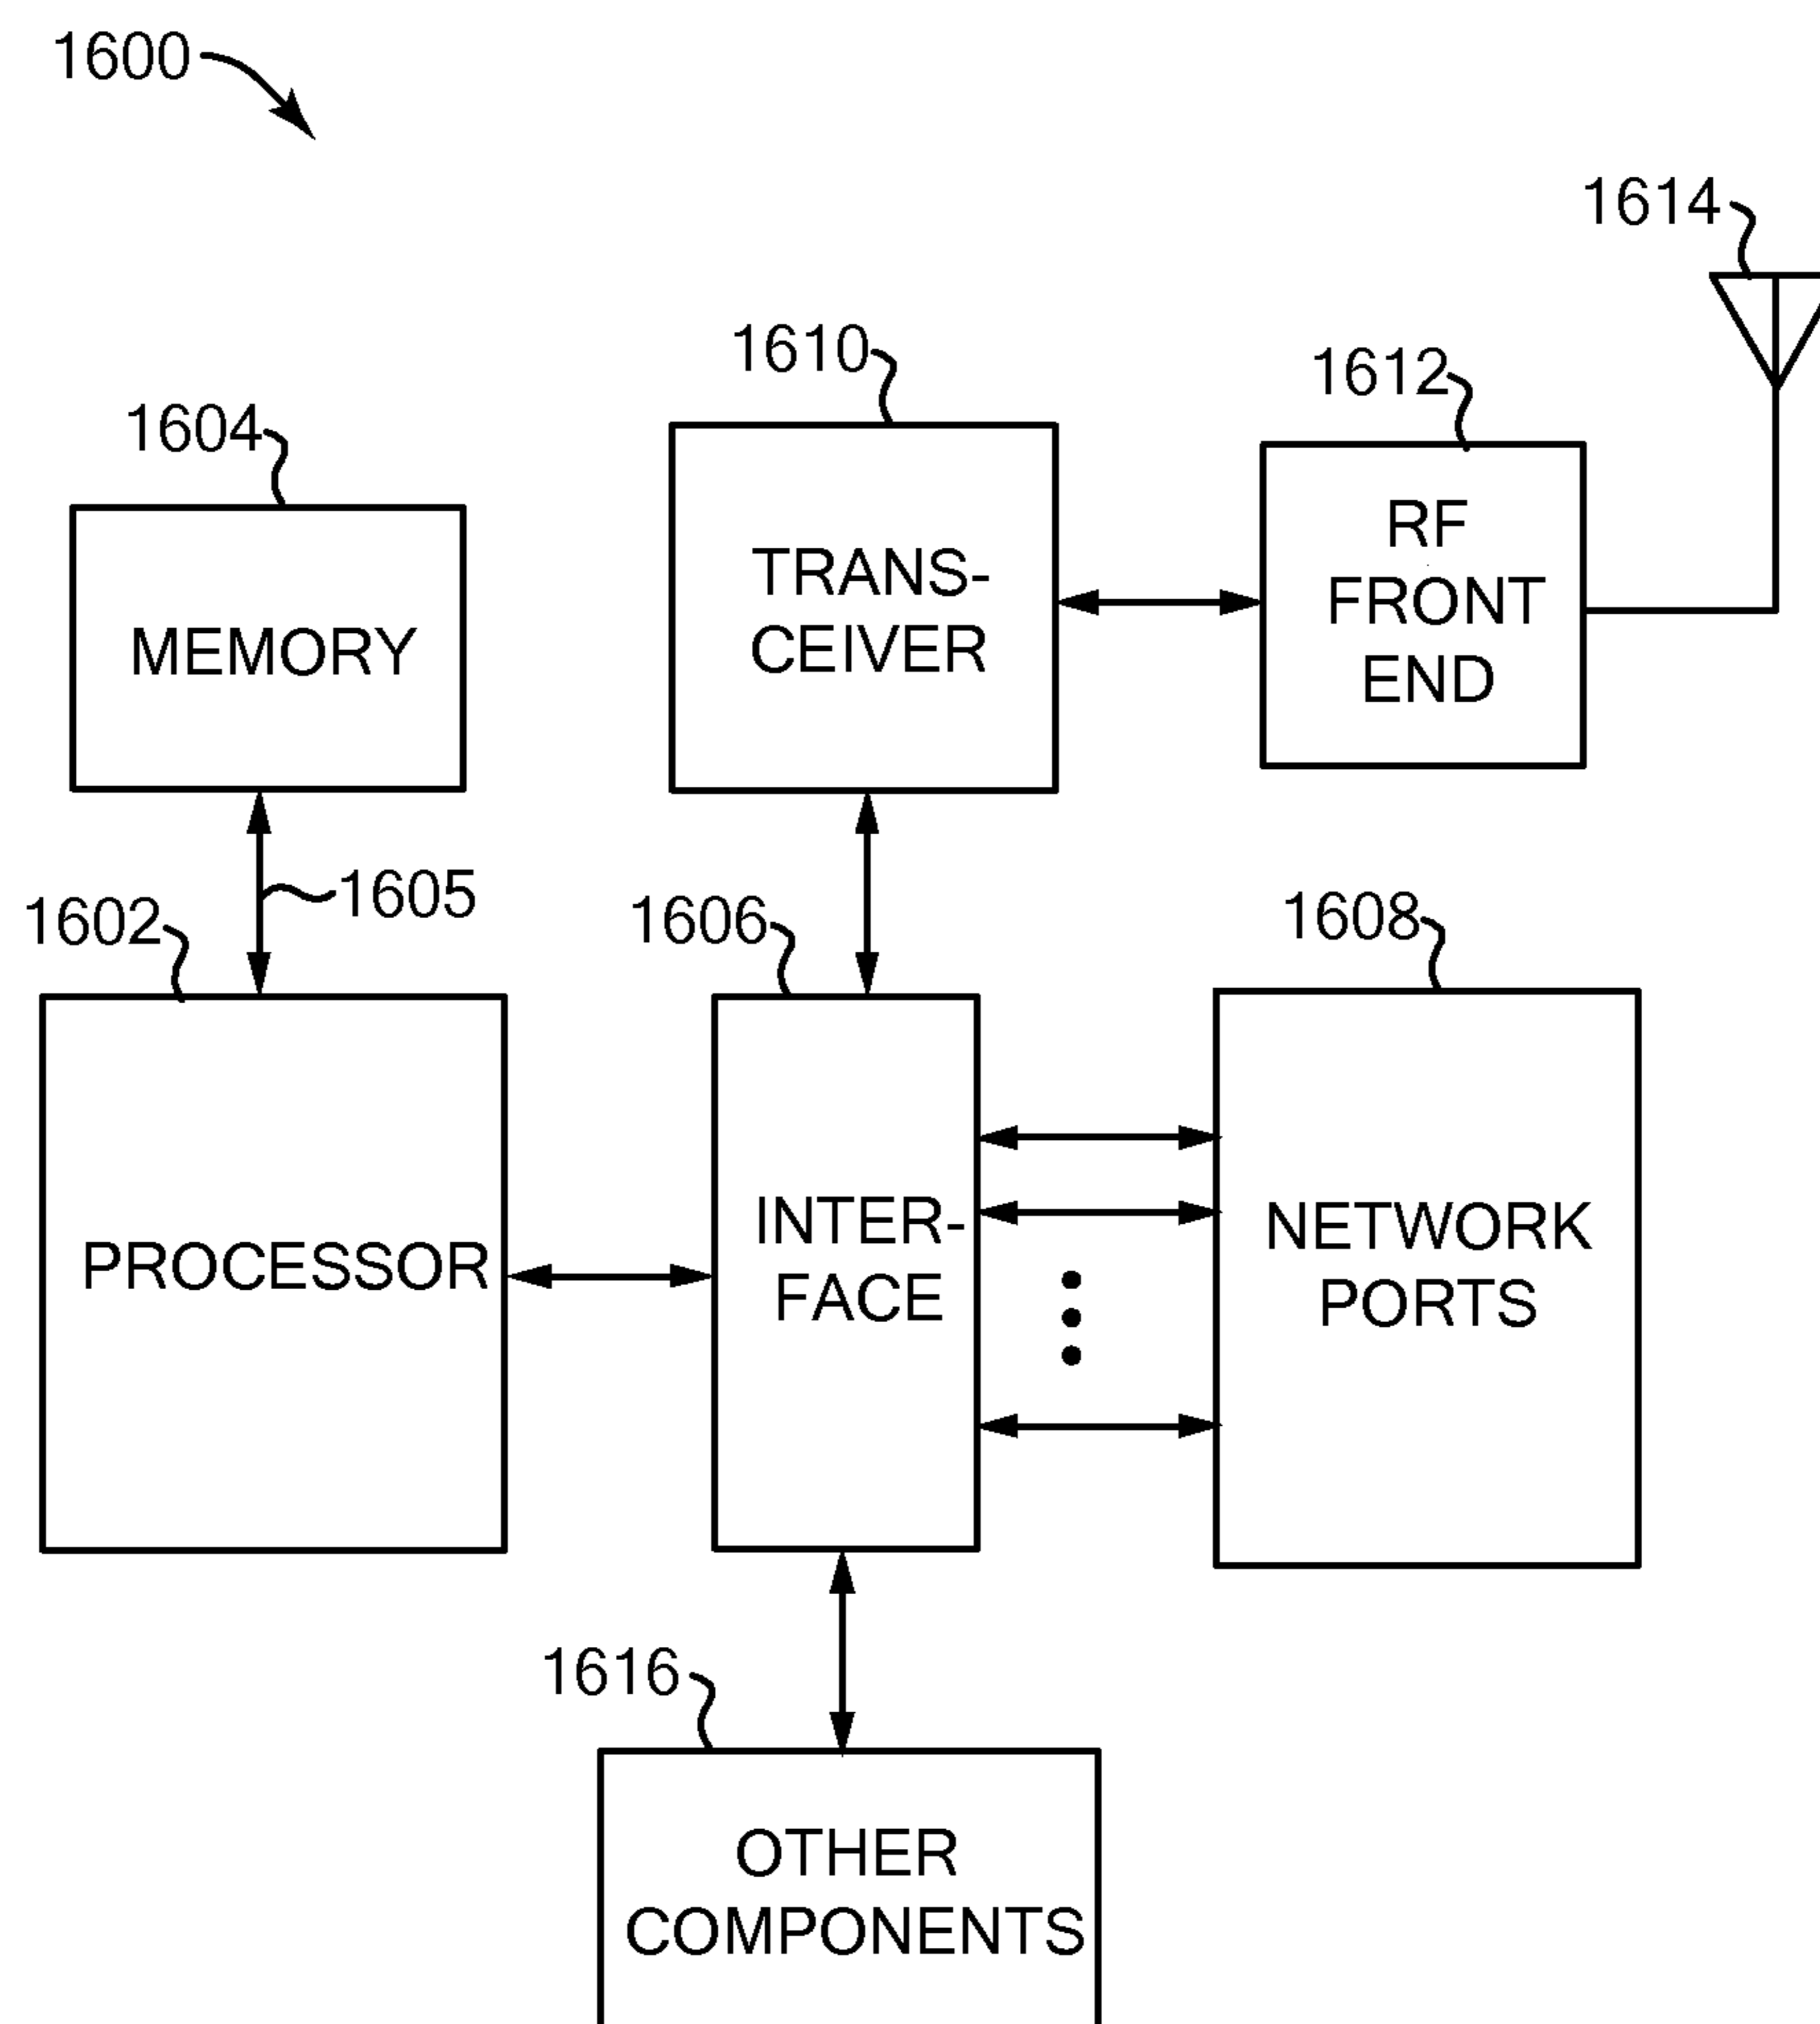 1600
1614
1610
1612
1604
TRANS-
CEIVER
RF
FRONT
END
MEMORY
1605
1602
1606
1608
PROCESSOR
INTER-
FACE
NETWORK
PORTS
1616
OTHER
COMPONENTS